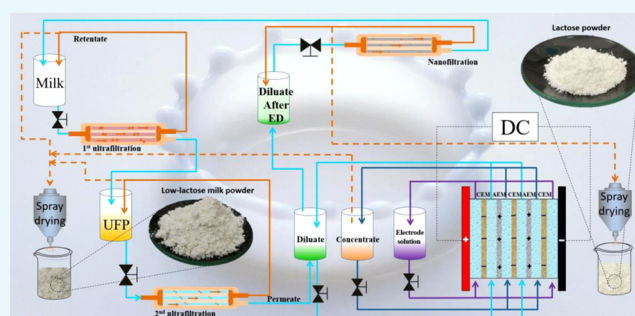 Retentate
Milk
1st ultrafiltration
Spray
drying
Low-lactose milk powder
UFP
2nd ultrafiltration
Permeate
Diluate
After
ED
Nanofiltration
Lactose powder
DC
Diluate
Concentrate
Electrode
solution
CEM AEM CEM AEM CEM
+
-
Spray
drying